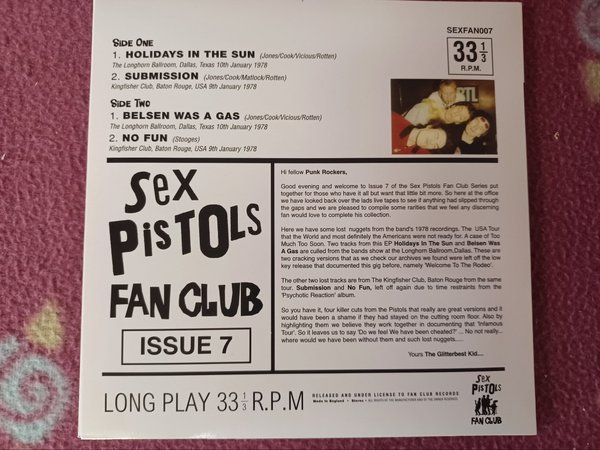 SIDE ONE
1. HOLIDAYS IN THE SUN (Jones/Cook/Vicious/Rotten)
The Longhorn Ballroom, Dallas, Texas 10th January 1978
2. SUBMISSION (Jones/Cook/Matlock/Rotten)
Kingfisher Club, Baton Rouge, USA 9th January 1978
SIDE TWO
1. BELSEN WAS A GAS (Jones/Cook/Vicious/Rotten)
The Longhorn Ballroom, Dallas, Texas 10th January 1978
2. NO FUN (Stooges)
Kingfisher Club, Baton Rouge, USA 9th January 1978
SEXFAN007
33 1/3
R.P.M.
RTL
SEX
PISTOLS
FAN CLUB
ISSUE 7
Hi fellow Punk Rockers,
Good evening and welcome to Issue 7 of the Sex Pistols Fan Club Series put
together for those who have it all but want that little bit more. So here at the office
we have looked back over the lads live tapes to see if anything had slipped through
the gaps and we are pleased to compile some rarities that we feel any discerning
fan would love to complete his collection.
Here we have some lost nuggets from the band's 1978 recordings. The USA Tour
that the World and most definitely the Americans were not ready for. A case of Too
Much Too Soon. Two tracks from this EP Holidays In The Sun and Belsen Was
A Gas are culled from the bands show at the Longhorn Ballroom,Dallas. These are
two cracking versions that as we check our archives we found were left off the low
key release that documented this gig before, namely 'Welcome To The Rodeo'.
The other two lost tracks are from The Kingfisher Club, Baton Rouge from the same
tour. Submission and No Fun, left off again due to time restraints from the
'Psychotic Reaction' album.
So you have it, four killer cuts from the Pistols that really are great versions and it
would have been a shame if they had stayed on the cutting room floor. Also by
highlighting them we believe they work together in documenting that 'Infamous
Tour'. So it leaves us to say 'Do we feel We have been cheated?' ... No not really..
where would we have been without them and such lost nuggets.....
Yours The Glitterbest Kid....
LONG PLAY 33 1/3 R.P.M
RELEASED AND UNDER LICENSE TO FAN CLUB RECORDS
Made in England • Stereo • ALL RIGHTS OF THE MANUFACTURER AND OF THE OWNER RESERVED.
SEX
PISTOLS
FAN CLUB